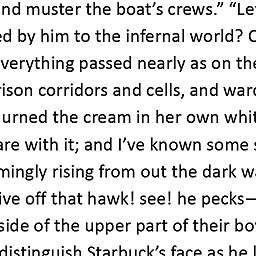 nd muster the boat’s crews.” “Le
ed by him to the infernal world?
verything passed nearly as on the
ison corridors and cells, and ward
urned the cream in her own whit
are with it; and I’ve known some s
mingly rising from out the dark wa
ive off that hawk! see! he pecks—
side of the upper part of their bo
distinguish Starbuck’s face as he l